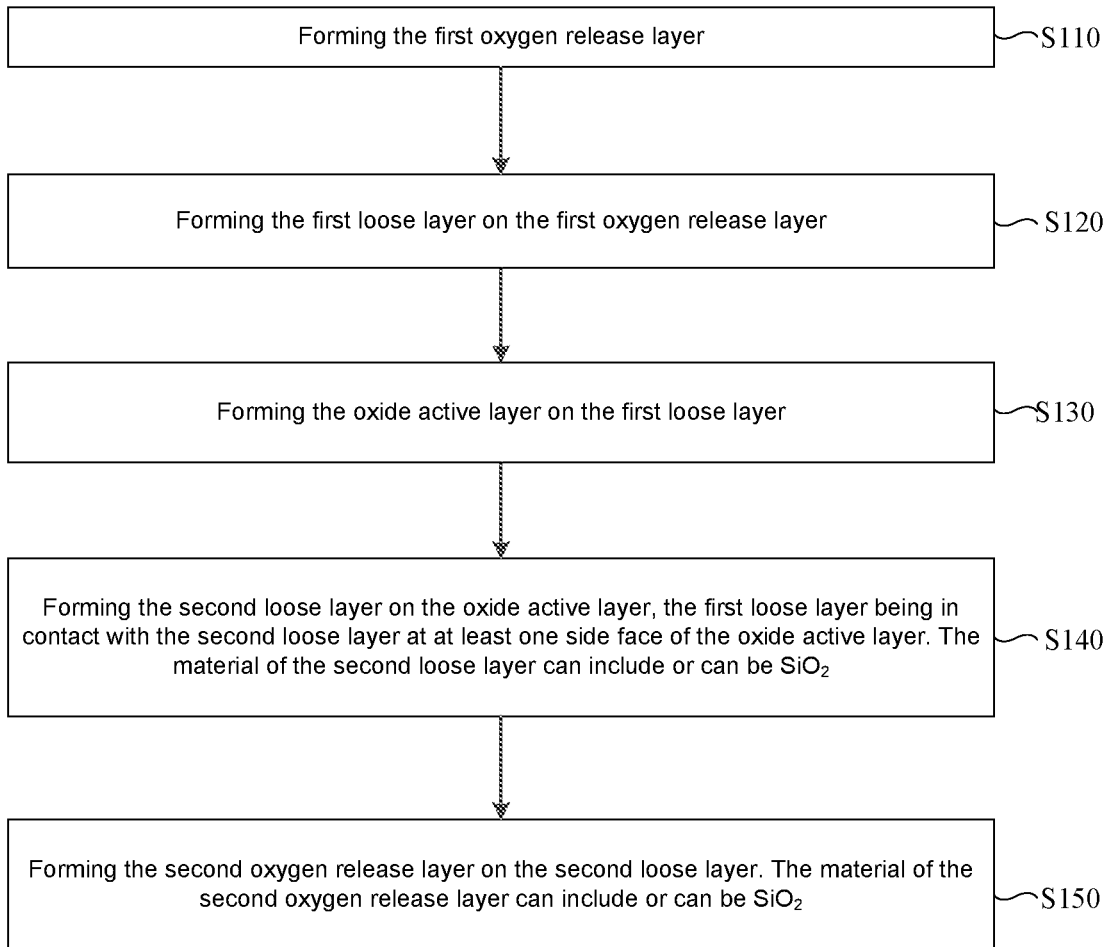 Forming the first oxygen release layer
S110
Forming the first loose layer on the first oxygen release layer
S120
Forming the oxide active layer on the first loose layer
S130
Forming the second loose layer on the oxide active layer, the first loose layer being in
contact with the second loose layer at at least one side face of the oxide active layer. The
material of the second loose layer can include or can be SiO₂
S140
Forming the second oxygen release layer on the second loose layer. The material of the
second oxygen release layer can include or can be SiO₂
S150